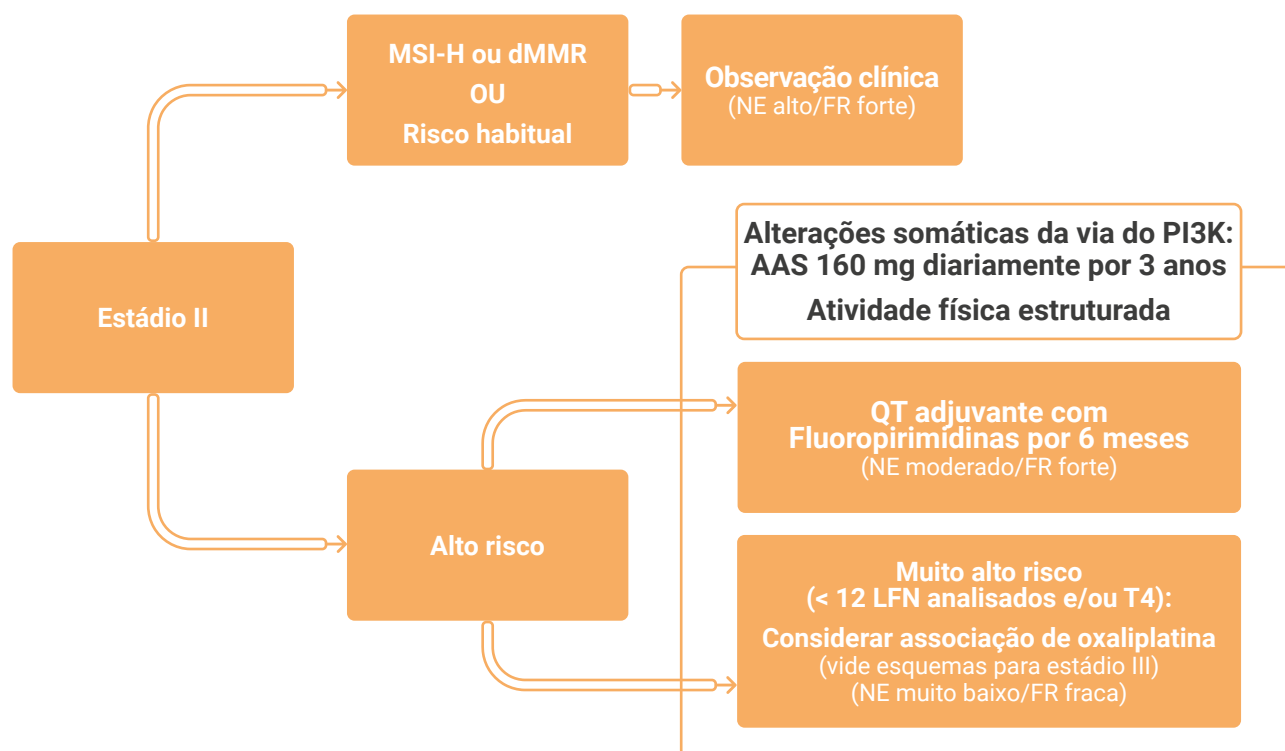 MSI-H ou dMMR
OU
Risco habitual
Observação clínica
(NE alto/FR forte)
Estádio II
Alterações somáticas da via do PI3K:
AAS 160 mg diariamente por 3 anos
Atividade física estruturada
QT adjuvante com
Fluoropirimidinas por 6 meses
(NE moderado/FR forte)
Alto risco
Muito alto risco
(< 12 LFN analisados e/ou T4):
Considerar associação de oxaliplatina
(vide esquemas para estádio III)
(NE muito baixo/FR fraca)